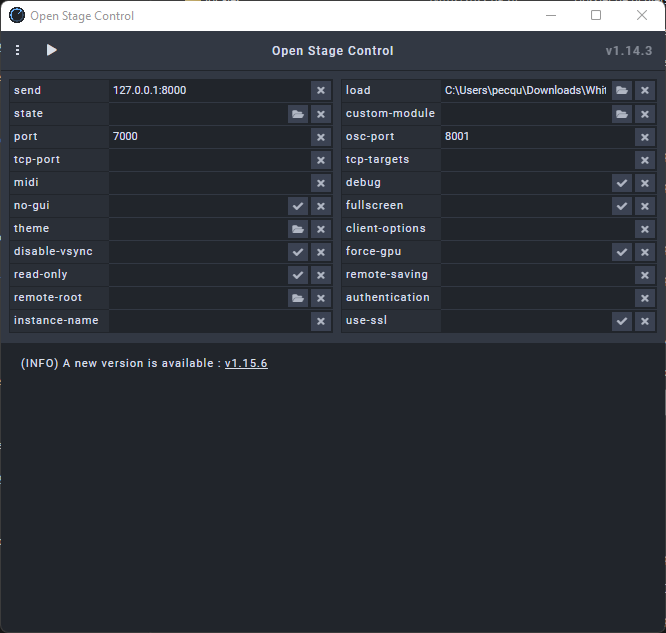 Open Stage Control
Open Stage Control v1.14.3
send 127.0.0.1:8000 load C:\Users\pecqu\Downloads\Whit
state custom-module
port 7000 osc-port 8001
tcp-port tcp-targets
midi debug
no-gui fullscreen
theme client-options
disable-vsync force-gpu
read-only remote-saving
remote-root authentication
instance-name use-ssl
(INFO) A new version is available : v1.15.6